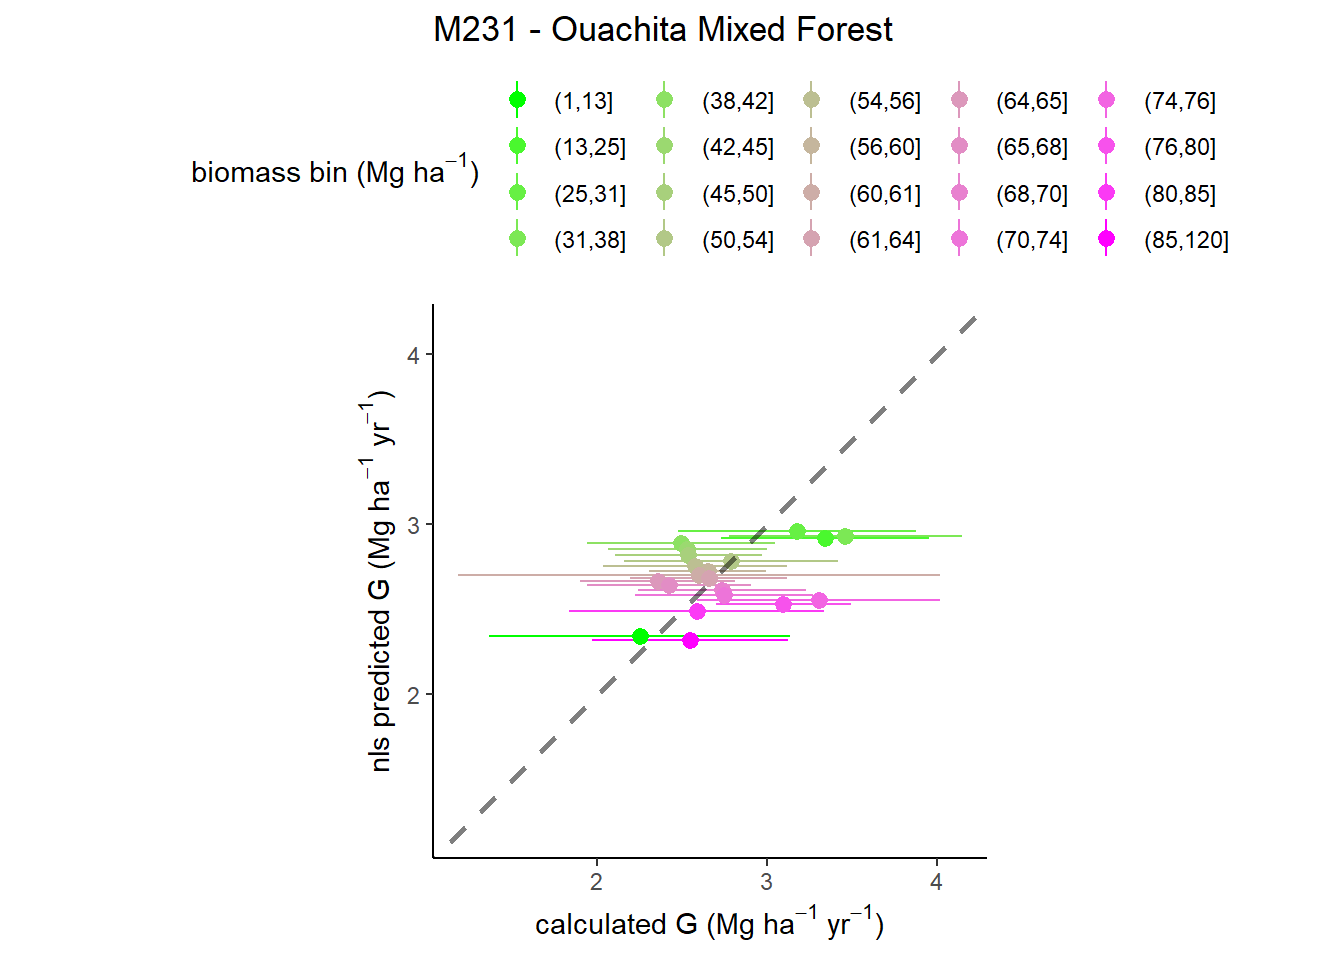 M231 - Ouachita Mixed Forest
biomass bin (Mg ha⁻¹)
(1,13] (38,42] (54,56] (64,65] (74,76]
(13,25] (42,45] (56,60] (65,68] (76,80]
(25,31] (45,50] (60,61] (68,70] (80,85]
(31,38] (50,54] (61,64] (70,74] (85,120]
nls predicted G (Mg ha⁻¹ yr⁻¹)
4
3
2
2 3 4
calculated G (Mg ha⁻¹ yr⁻¹)